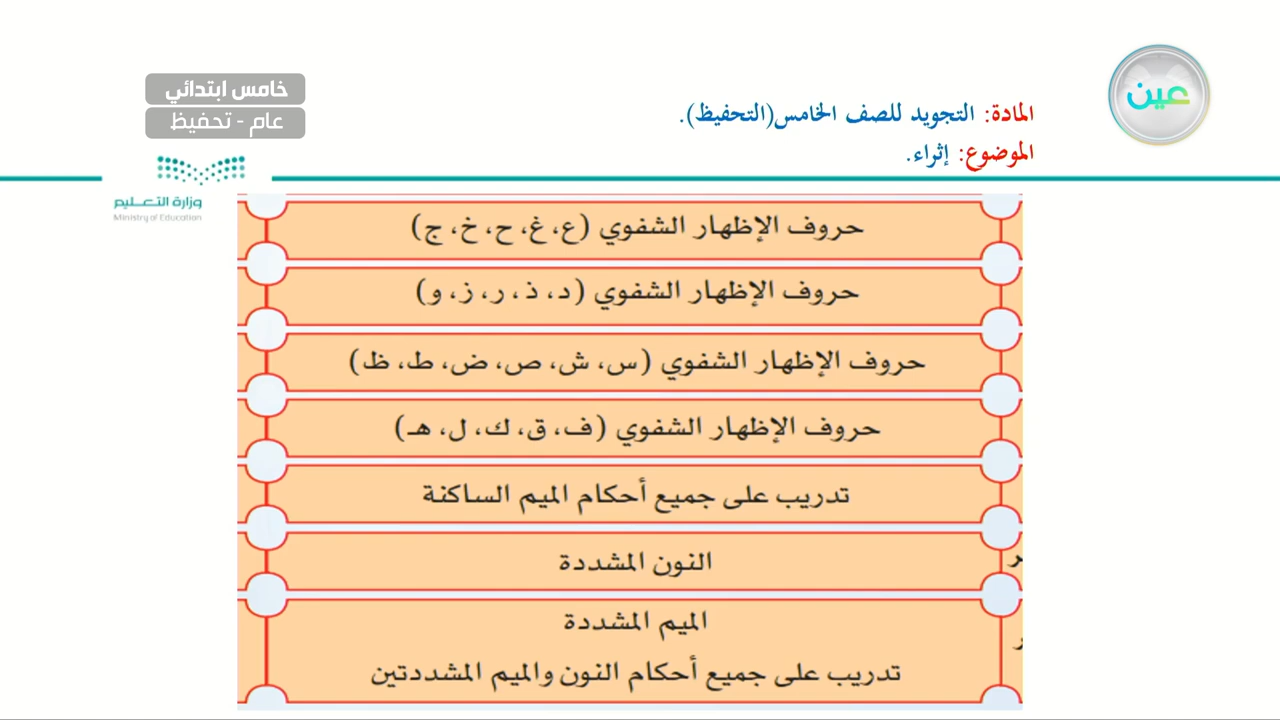 خامس ابتدائي
عام - تحفيظ
عين
المادة: التجويد للصف الخامس(التحفيظ).
الموضوع: إثراء.
وزارة التعـليم
Ministry of Education
حروف الإظهار الشفوي (ع، غ، ح، خ، ج)
حروف الإظهار الشفوي (د، ذ، ر، ز، و)
حروف الإظهار الشفوي (س، ش، ص، ض، ط، ظ)
حروف الإظهار الشفوي (ف، ق، ك، ل، هـ)
تدريب على جميع أحكام الميم الساكنة
النون المشددة
الميم المشددة
تدريب على جميع أحكام النون والميم المشددتين